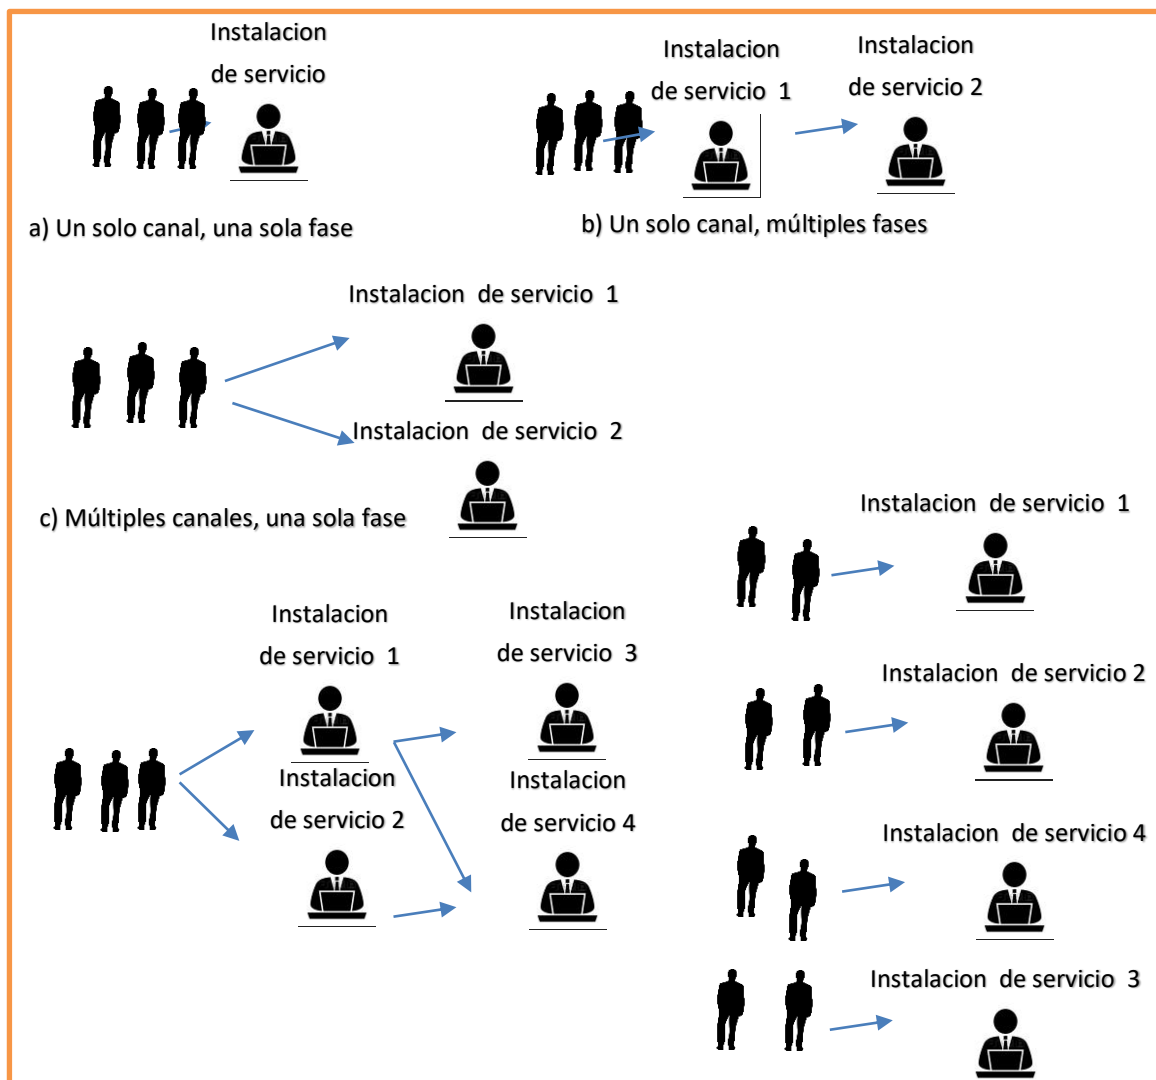 Instalacion
de servicio
a) Un solo canal, una sola fase
Instalacion
de servicio 1
Instalacion
de servicio 2
b) Un solo canal, múltiples fases
Instalacion de servicio 1
Instalacion de servicio 2
c) Múltiples canales, una sola fase
Instalacion
de servicio 1
Instalacion
de servicio 3
Instalacion
de servicio 2
Instalacion
de servicio 4
Instalacion de servicio 1
Instalacion de servicio 2
Instalacion de servicio 4
Instalacion de servicio 3